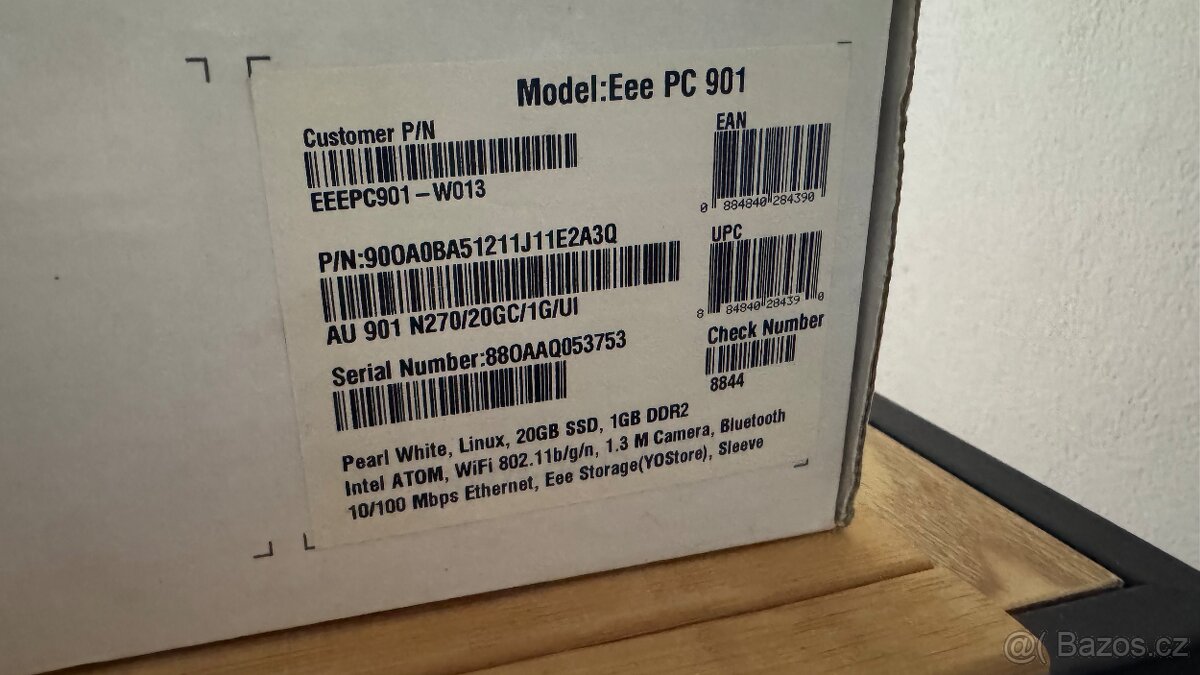 Model:Eee PC 901
Customer P/N
EEEPC901-W013
EAN
0 884840 284390
P/N:90OA0BA51211J11E2A3Q
AU 901 N270/20GC/1G/UI
UPC
8 84840 28439 0
Serial Number:88OAAQ053753
Check Number
8844
Pearl White, Linux, 20GB SSD, 1GB DDR2
Intel ATOM, WiFi 802.11b/g/n, 1.3 M Camera, Bluetooth
10/100 Mbps Ethernet, Eee Storage(YOStore), Sleeve
@( Bazos.cz